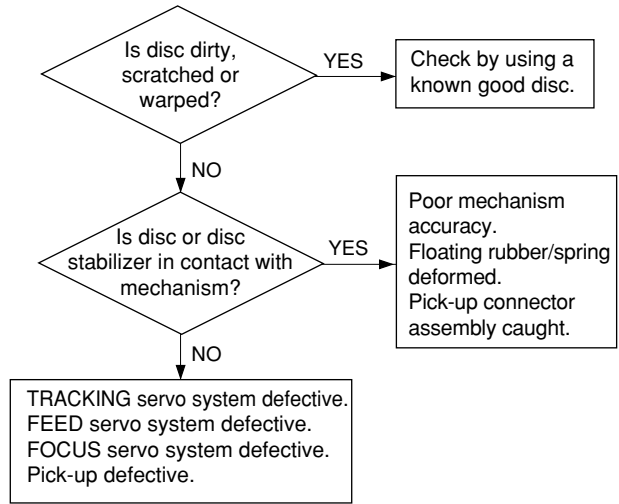 Is disc dirty,
scratched or
warped?
YES
Check by using a
known good disc.
NO
Is disc or disc
stabilizer in contact with
mechanism?
YES
Poor mechanism
accuracy.
Floating rubber/spring
deformed.
Pick-up connector
assembly caught.
NO
TRACKING servo system defective.
FEED servo system defective.
FOCUS servo system defective.
Pick-up defective.